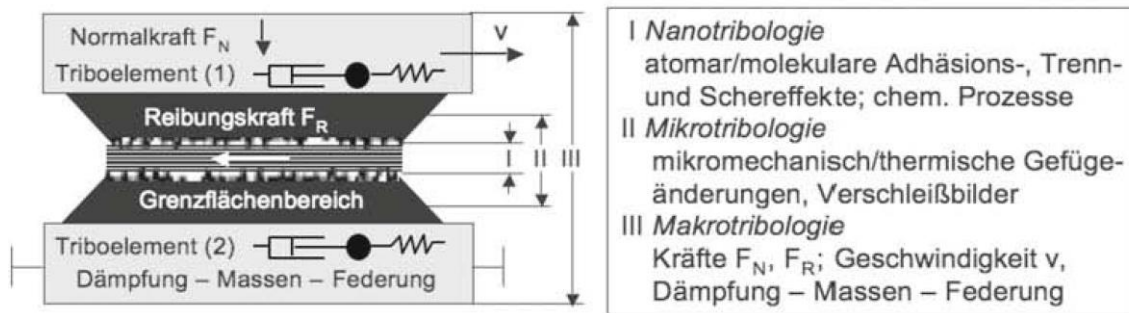 Normalkraft F_N
v
Triboelement (1)
Reibungskraft F_R
I
II
III
Grenzflächenbereich
Triboelement (2)
Dämpfung – Massen – Federung
I Nanotribologie
atomar/molekulare Adhäsions-, Trenn-
und Schereffekte; chem. Prozesse
II Mikrotribologie
mikromechanisch/thermische Gefüge-
änderungen, Verschleißbilder
III Makrotribologie
Kräfte F_N, F_R; Geschwindigkeit v,
Dämpfung – Massen – Federung